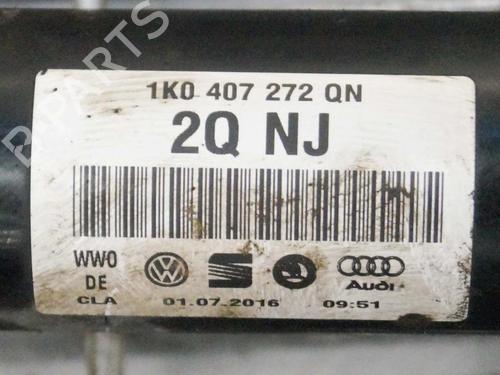 1K0 407 272 QN
2Q NJ
WWO
DE
CLA
01.07.2016
Audi
09:51
B-PARTS